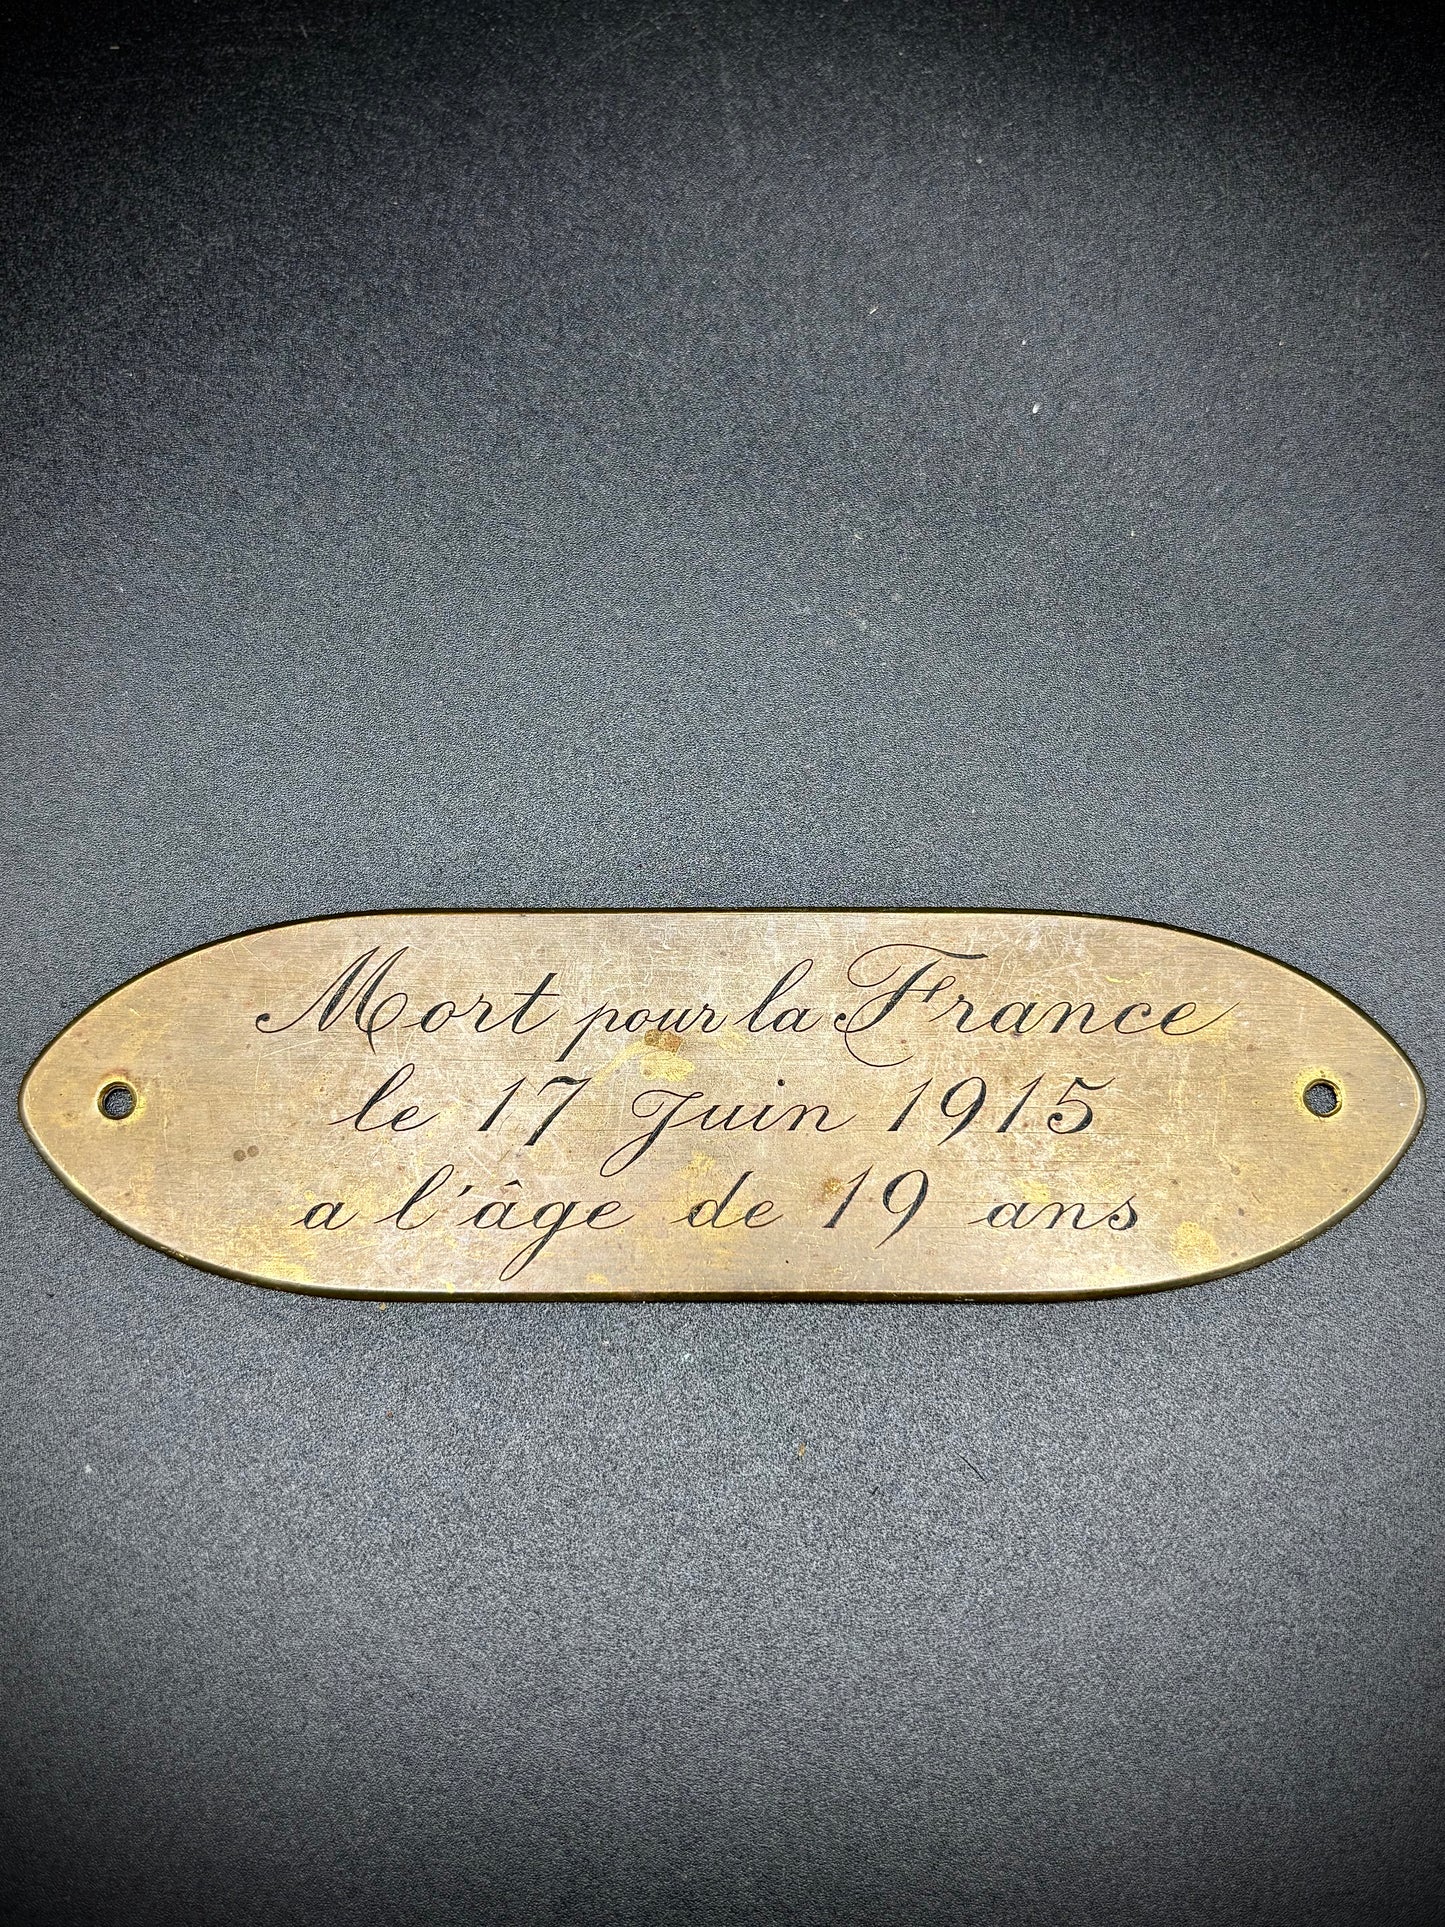 Mort pour la France
le 17 Juin 1915
a l'âge de 19 ans